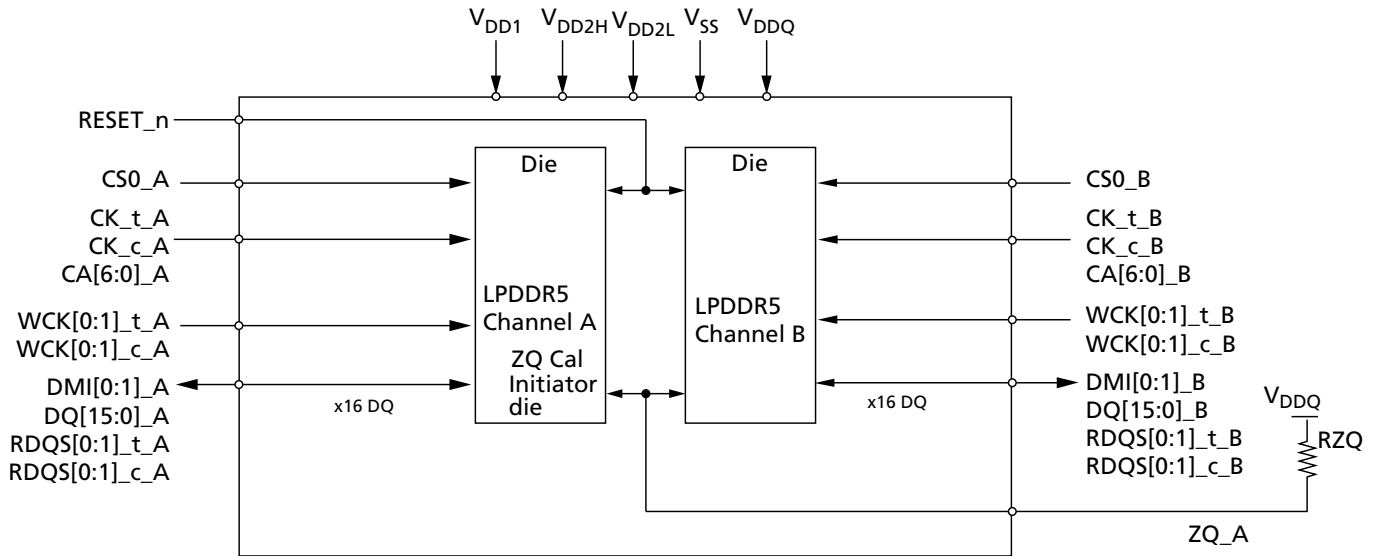 VDD1 VDD2H VDD2L VSS VDDQ
RESET_n
CS0_A
CK_t_A
CK_c_A
CA[6:0]_A
WCK[0:1]_t_A
WCK[0:1]_c_A
DMI[0:1]_A
DQ[15:0]_A
RDQS[0:1]_t_A
RDQS[0:1]_c_A
Die
LPDDR5
Channel A
ZQ Cal
Initiator
die
x16 DQ
Die
LPDDR5
Channel B
x16 DQ
CS0_B
CK_t_B
CK_c_B
CA[6:0]_B
WCK[0:1]_t_B
WCK[0:1]_c_B
DMI[0:1]_B
DQ[15:0]_B
RDQS[0:1]_t_B
RDQS[0:1]_c_B
VDDQ
RZQ
ZQ_A